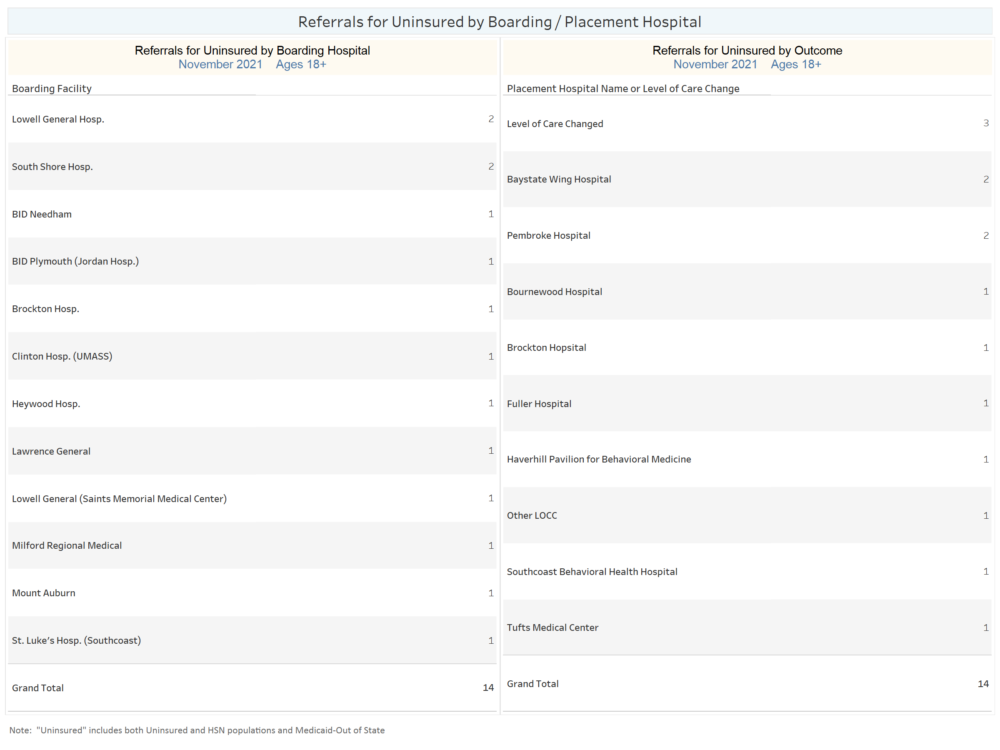 Referrals for Uninsured by Boarding / Placement Hospital
Referrals for Uninsured by Boarding Hospital
November 2021 Ages 18+
Boarding Facility
Lowell General Hosp. 2
South Shore Hosp. 2
BID Needham 1
BID Plymouth (Jordan Hosp.) 1
Brockton Hosp. 1
Clinton Hosp. (UMASS) 1
Heywood Hosp. 1
Lawrence General 1
Lowell General (Saints Memorial Medical Center) 1
Milford Regional Medical 1
Mount Auburn 1
St. Luke’s Hosp. (Southcoast) 1
Grand Total 14
Referrals for Uninsured by Outcome
November 2021 Ages 18+
Placement Hospital Name or Level of Care Change
Level of Care Changed 3
Baystate Wing Hospital 2
Pembroke Hospital 2
Bournewood Hospital 1
Brockton Hopsital 1
Fuller Hospital 1
Haverhill Pavilion for Behavioral Medicine 1
Other LOCC 1
Southcoast Behavioral Health Hospital 1
Tufts Medical Center 1
Grand Total 14
Note: "Uninsured" includes both Uninsured and HSN populations and Medicaid-Out of State